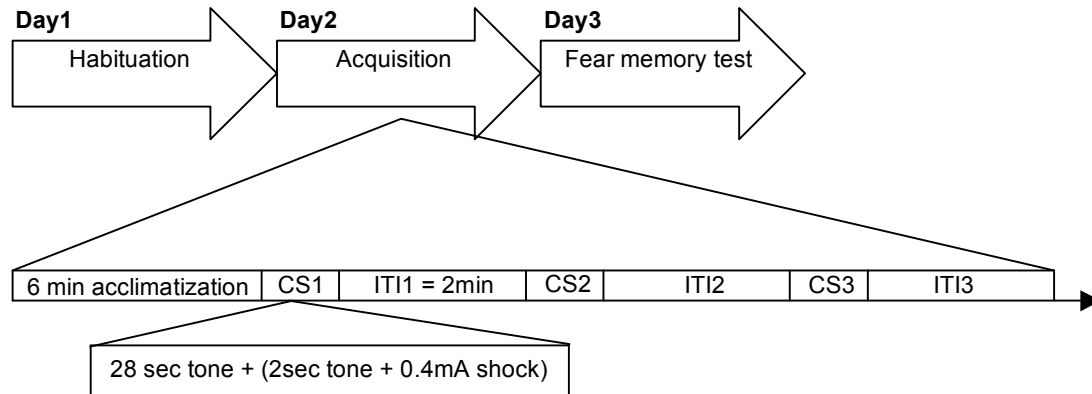 Day1
Day2
Day3
Habituation
Acquisition
Fear memory test
6 min acclimatization
CS1
ITI1 = 2min
CS2
ITI2
CS3
ITI3
28 sec tone + (2sec tone + 0.4mA shock)